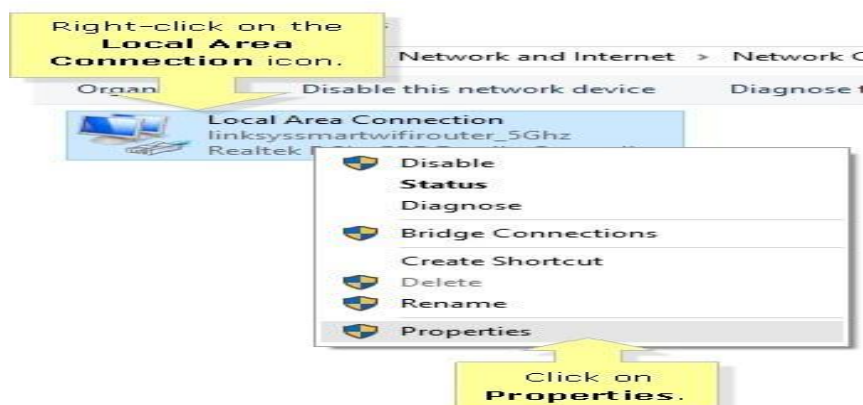 Right-click on the
Local Area
Connection icon.
Network and Internet > Network C
Organ
Disable this network device
Diagnose t
Local Area Connection
linksyssmartwifirouter_5Ghz
Realtek
Disable
Status
Diagnose
Bridge Connections
Create Shortcut
Delete
Rename
Properties
Click on
Properties.